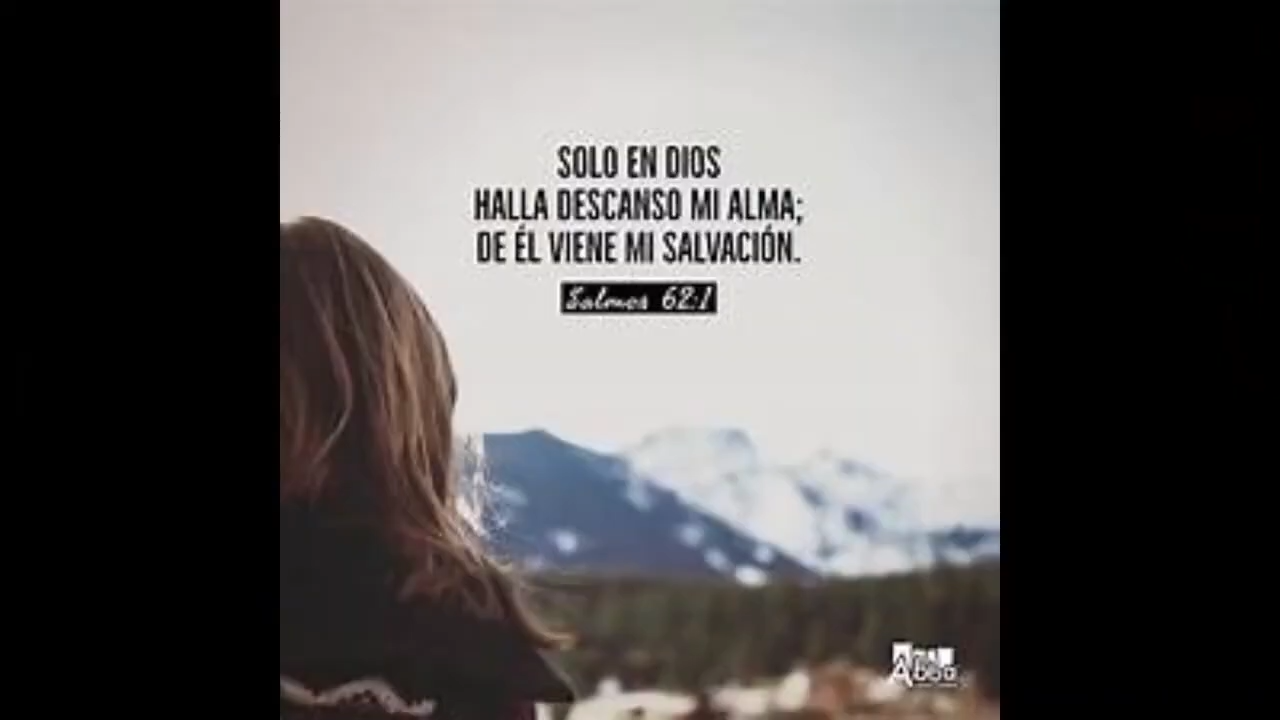 SOLO EN DIOS
HALLA DESCANSO MI ALMA;
DE ÉL VIENE MI SALVACIÓN.
Salmos 62:1